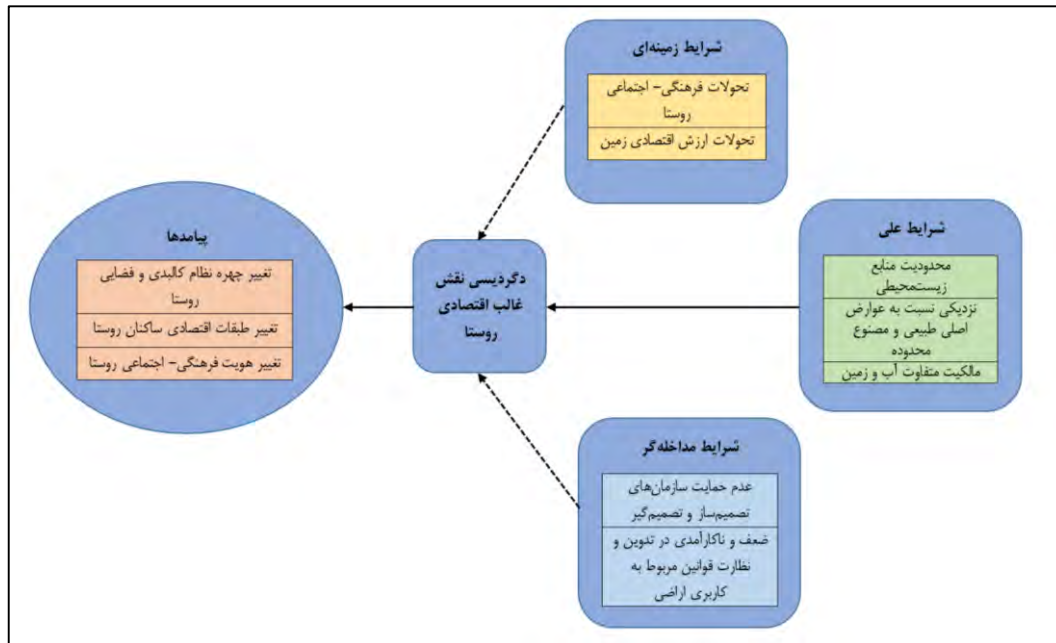 شرایط زمینه‌ای
تحولات فرهنگی- اجتماعی
روستا
تحولات ارزش اقتصادی زمین
شرایط علی
محدودیت منابع
زیست‌محیطی
نزدیکی نسبت به عوارض
اصلی طبیعی و مصنوع
محدوده
مالکیت متفاوت آب و زمین
دگردیسی نقش
غالب اقتصادی
روستا
پیامدها
تغییر چهره نظام کالبدی و فضایی
روستا
تغییر طبقات اقتصادی ساکنان روستا
تغییر هویت فرهنگی- اجتماعی روستا
شرایط مداخله‌گر
عدم حمایت سازمان‌های
تصمیم‌ساز و تصمیم‌گیر
ضعف و ناکارآمدی در تدوین و
نظارت قوانین مربوط به
کاربری اراضی